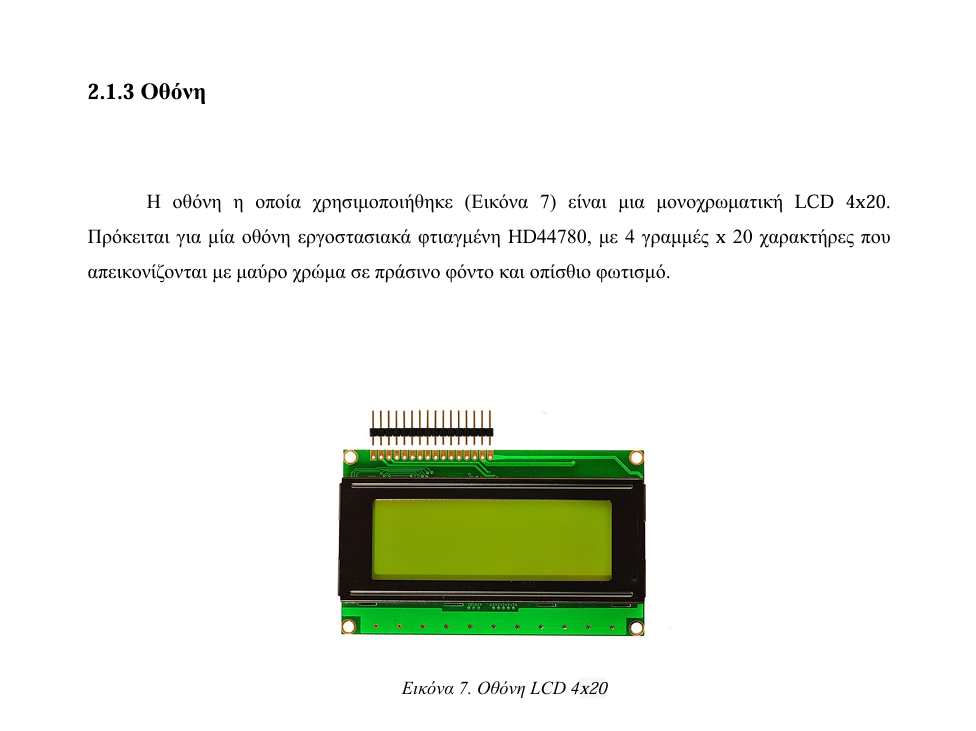 2.1.3 Οθόνη
Η οθόνη η οποία χρησιμοποιήθηκε (Εικόνα 7) είναι μια μονοχρωματική LCD 4x20.
Πρόκειται για μία οθόνη εργοστασιακά φτιαγμένη HD44780, με 4 γραμμές x 20 χαρακτήρες που
απεικονίζονται με μαύρο χρώμα σε πράσινο φόντο και οπίσθιο φωτισμό.
Εικόνα 7. Οθόνη LCD 4x20